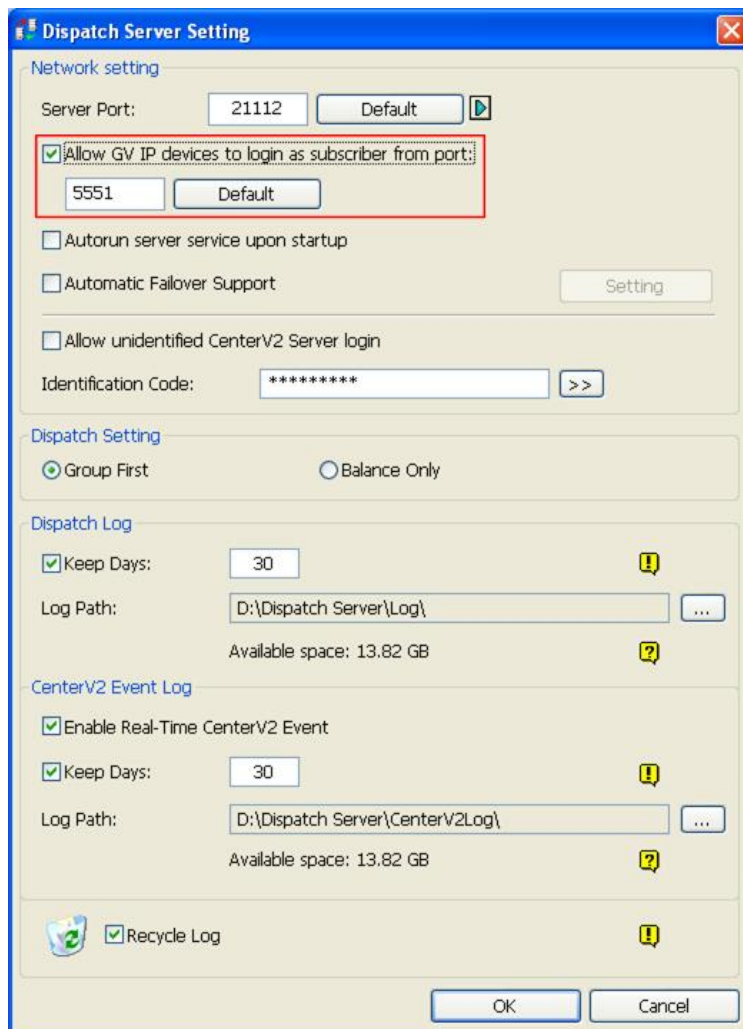 Dispatch Server Setting
Network setting
Server Port: 21112 Default
Allow GV IP devices to login as subscriber from port:
5551 Default
Autorun server service upon startup
Automatic Failover Support Setting
Allow unidentified CenterV2 Server login
Identification Code: ********* >>
Dispatch Setting
Group First Balance Only
Dispatch Log
Keep Days: 30
Log Path: D:\Dispatch Server\Log\ ...
Available space: 13.82 GB
CenterV2 Event Log
Enable Real-Time CenterV2 Event
Keep Days: 30
Log Path: D:\Dispatch Server\CenterV2Log\ ...
Available space: 13.82 GB
Recycle Log
OK Cancel